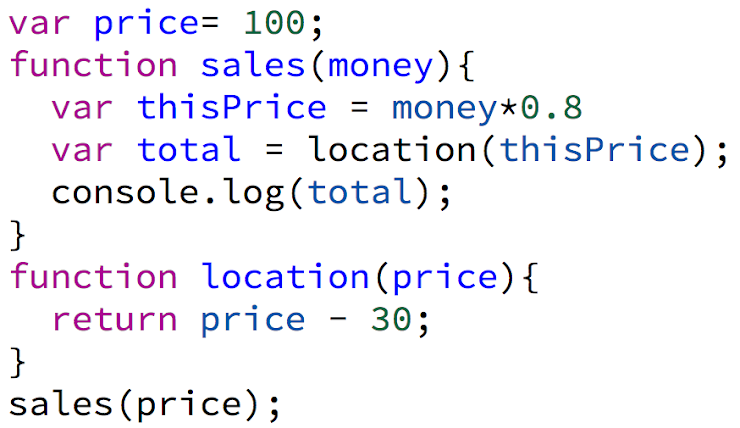 var price= 100;
function sales(money){
  var thisPrice = money*0.8
  var total = location(thisPrice);
  console.log(total);
}
function location(price){
  return price - 30;
}
sales(price);